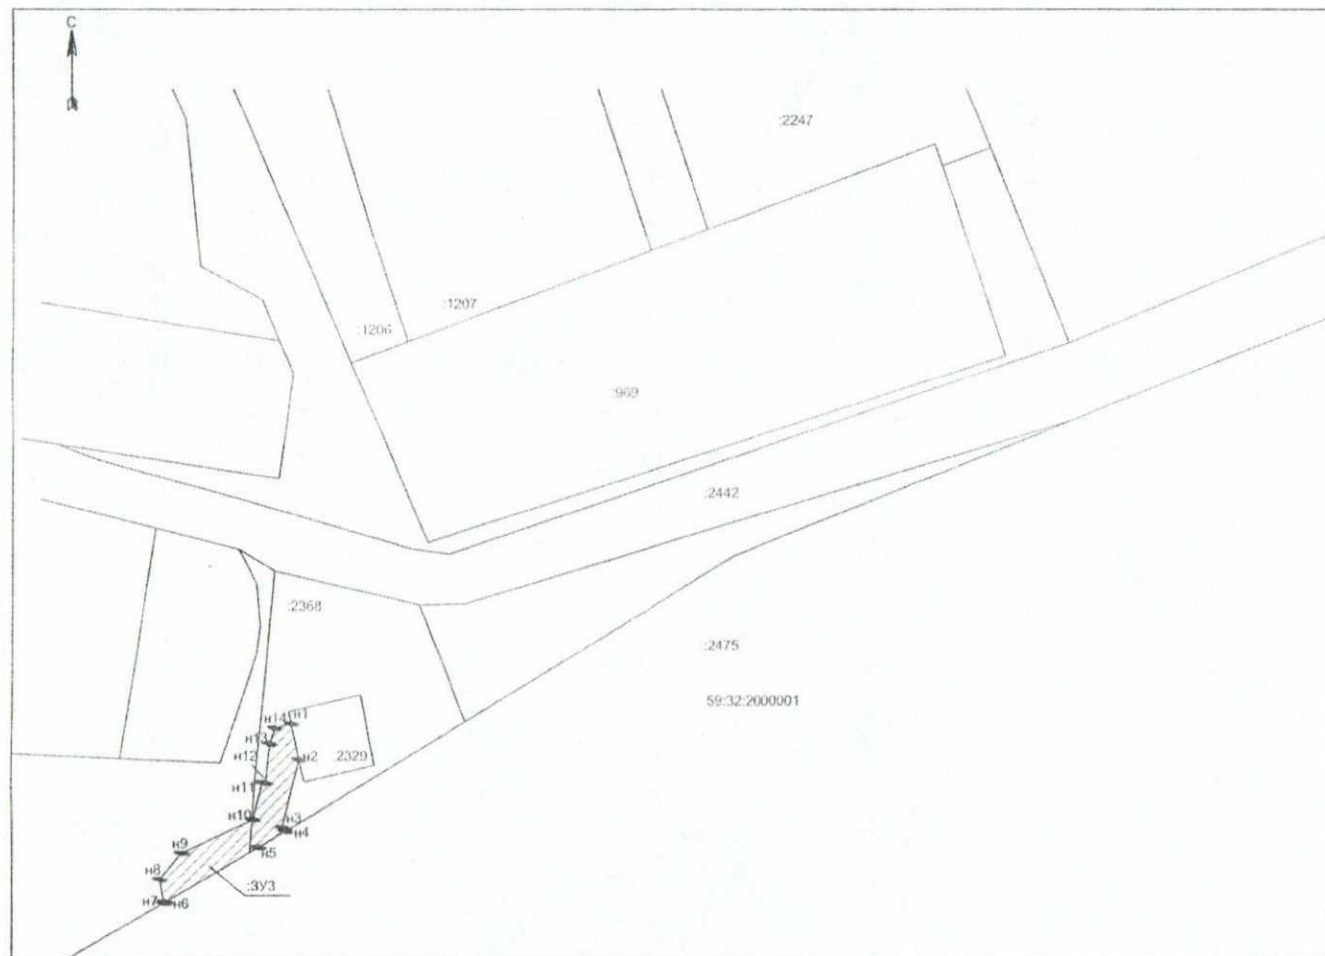 С
:2247
:1207
:1206
:969
:2442
:2368
:2475
59:32:2000001
н14
н1
н13
н12
н2
:2329
н11
н10
н3
н4
н5
н9
н8
:ЗУ3
н7
н6